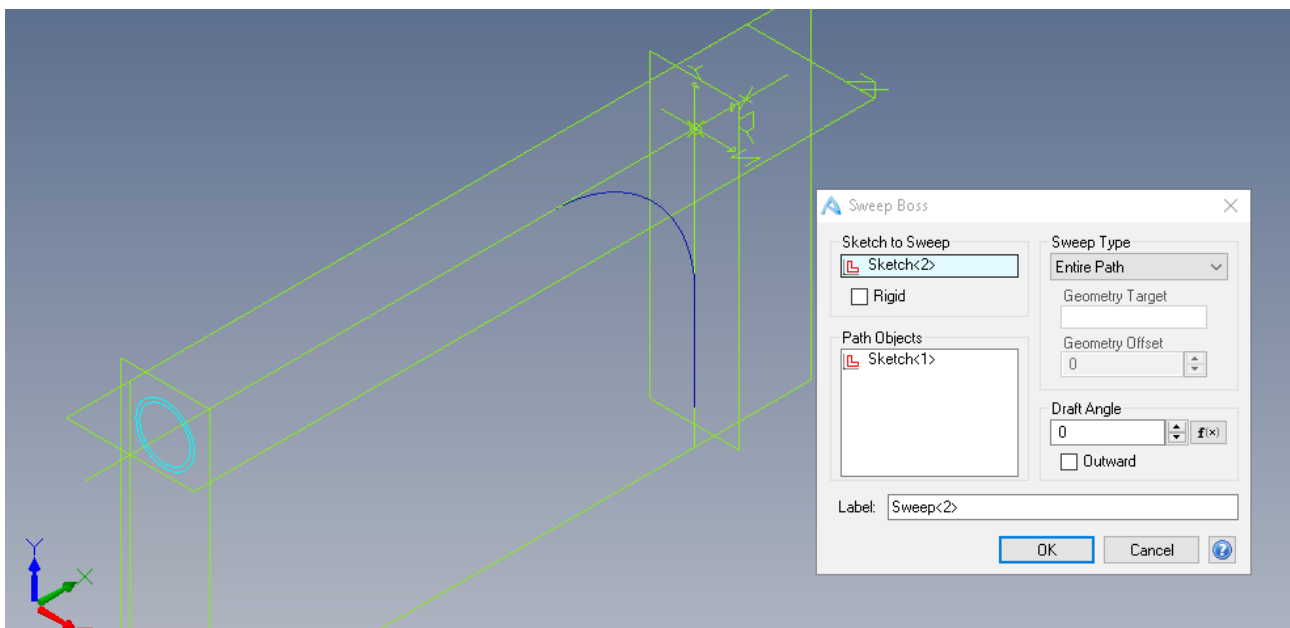 Sweep Boss
Sketch to Sweep
Sketch<2>
Rigid
Path Objects
Sketch<1>
Sweep Type
Entire Path
Geometry Target
Geometry Offset
0
Draft Angle
0
f(x)
Outward
Label: Sweep<2>
OK Cancel ?
Y
X
Y
X